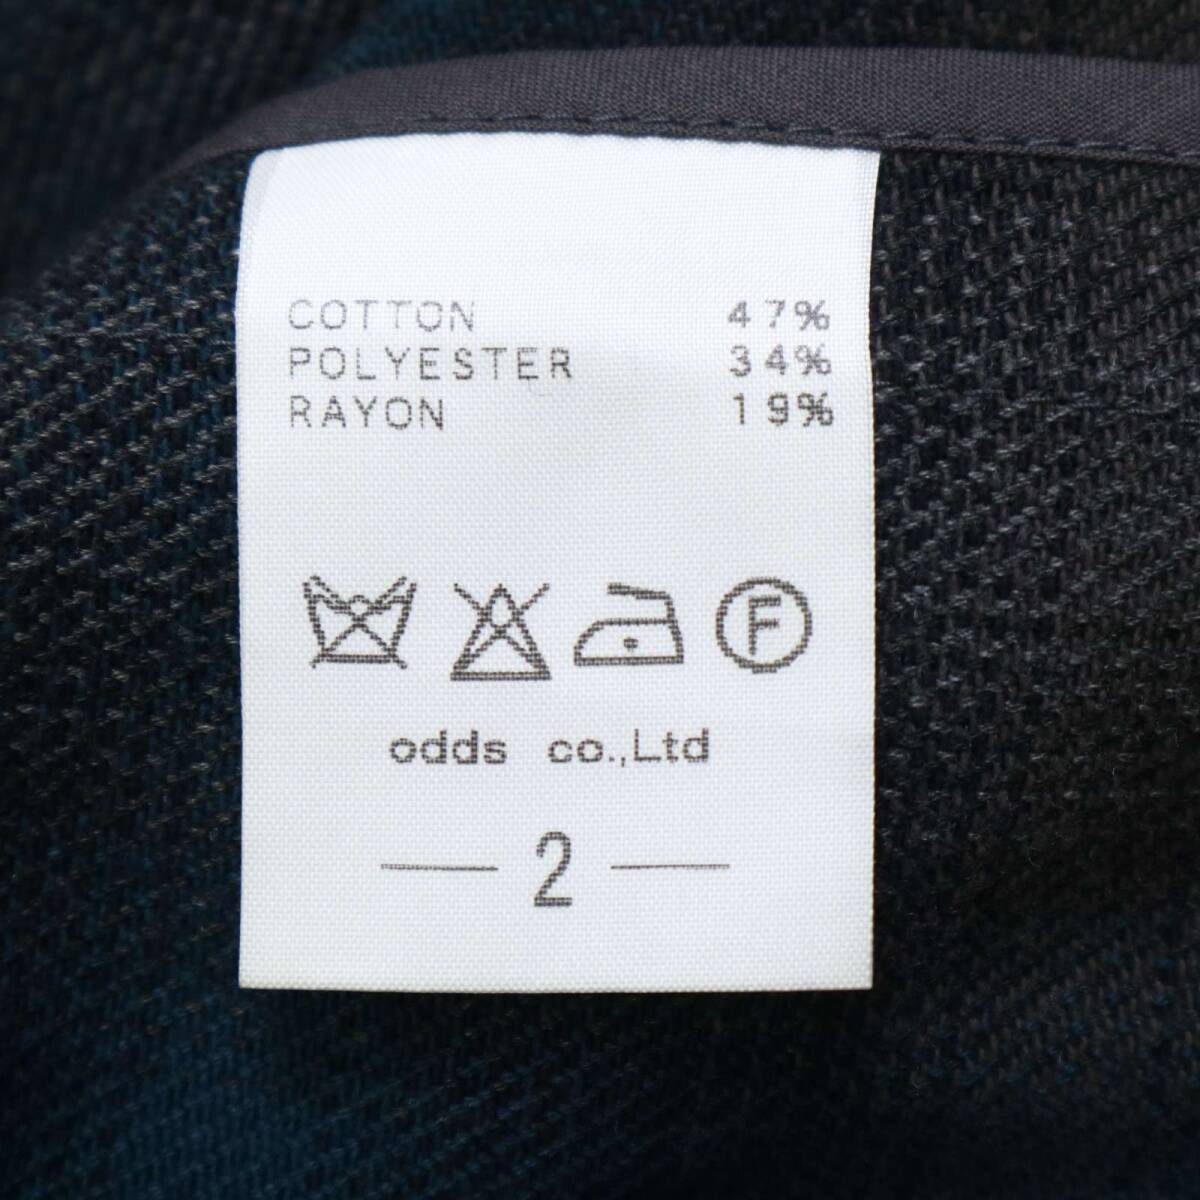 COTTON 47%
POLYESTER 34%
RAYON 19%
F
odds co.,Ltd
— 2 —